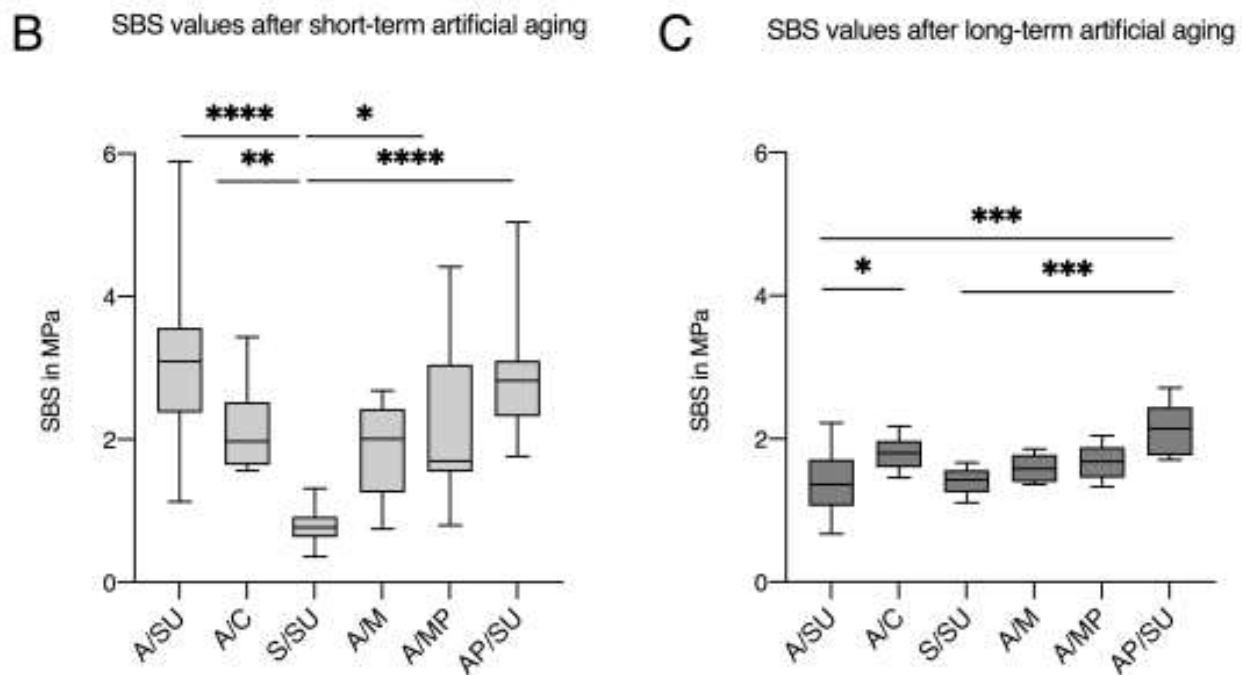 B
SBS values after short-term artificial aging
****
*
**
****
6
4
2
0
SBS in MPa
A/SU
A/C
S/SU
A/M
A/MP
AP/SU
C
SBS values after long-term artificial aging
***
*
***
6
4
2
0
SBS in MPa
A/SU
A/C
S/SU
A/M
A/MP
AP/SU